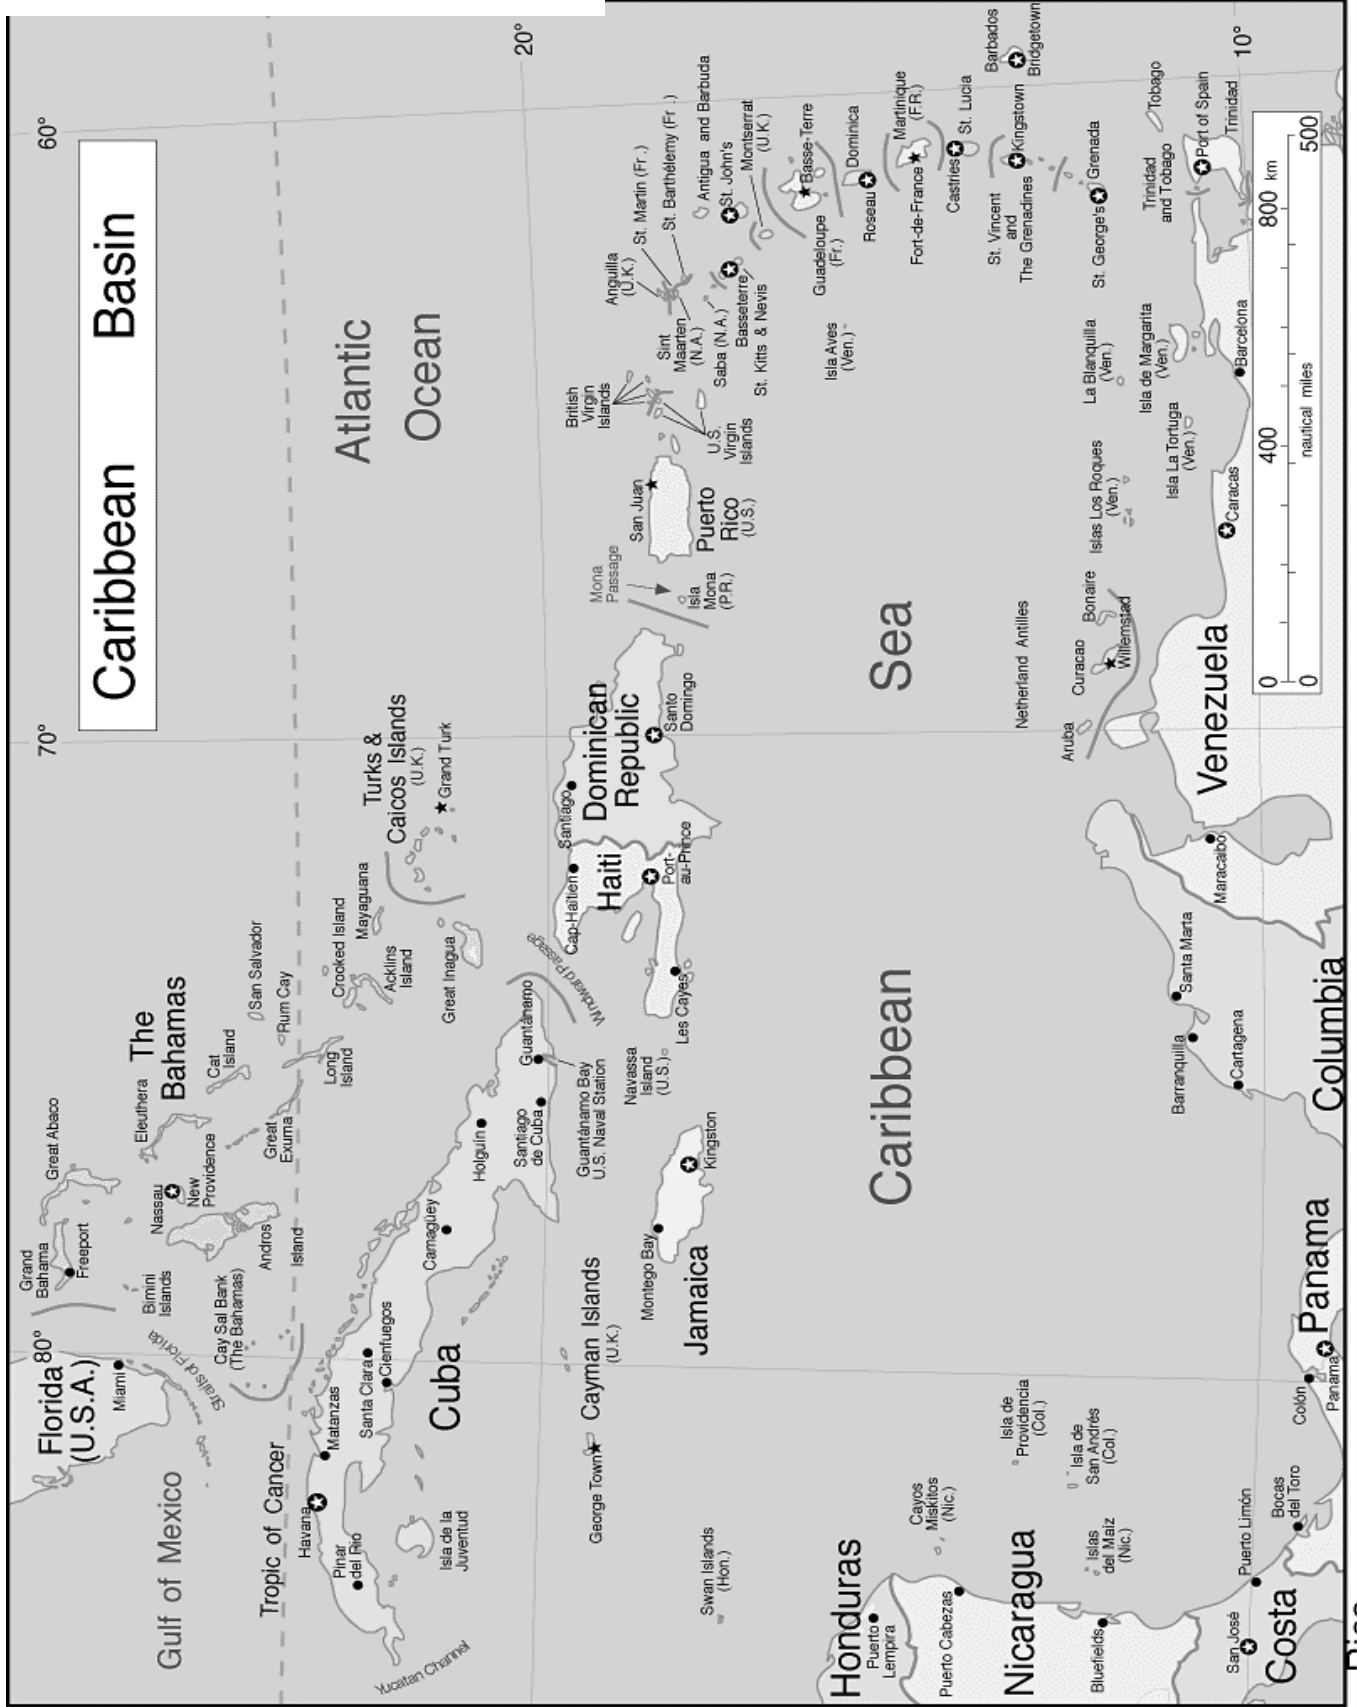 Caribbean Basin
60°
70°
80°
20°
10°
Gulf of Mexico
Florida
(U.S.A.)
Miami
Straits of Florida
Tropic of Cancer
Yucatan Channel
Grand
Bahama
Freeport
Great Abaco
Bimini
Islands
Nassau
New
Providence
Eleuthera
The
Bahamas
Cat
Island
San Salvador
Rum Cay
Great
Exuma
Long
Island
Andros
Island
Cay Sal Bank
(The Bahamas)
Crooked Island
Acklins
Island
Mayaguana
Great Inagua
Turks &
Caicos Islands
(U.K.)
Grand Turk
Atlantic
Ocean
Havana
Matanzas
Pinar
del Rio
Santa Clara
Cienfuegos
Isla de la
Juventud
Cuba
Camagüey
Holguín
Santiago
de Cuba
Guantánamo
Guantánamo Bay
U.S. Naval Station
Windward Passage
Navassa
Island
(U.S.)
Cayman Islands
(U.K.)
George Town
Montego Bay
Kingston
Jamaica
Swan Islands
(Hon.)
Cap-Haïtien
Haiti
Port-
au-Prince
Les Cayes
Santiago
Dominican
Republic
Santo
Domingo
Mona
Passage
Isla
Mona
(P.R.)
San Juan
Puerto
Rico
(U.S.)
British
Virgin
Islands
U.S.
Virgin
Islands
Anguilla
(U.K.)
St. Martin (Fr.)
St. Barthélemy (Fr .)
Sint
Maarten
(N.A.)
Saba (N.A.)
Basseterre
St. Kitts & Nevis
Antigua and Barbuda
St. John's
Montserrat
(U.K.)
Isla Aves
(Ven.)
Guadeloupe
(Fr.)
Basse-Terre
Dominica
Roseau
Martinique
(F.R.)
Fort-de-France
St. Lucia
Castries
Barbados
Bridgetown
St. Vincent
and
The Grenadines
Kingstown
Grenada
St. George's
Tobago
Trinidad
and Tobago
Port of Spain
Trinidad
Caribbean Sea
Netherland Antilles
Aruba
Curacao
Willemstad
Bonaire
Islas Los Roques
(Ven.)
La Blanquilla
(Ven.)
Isla La Tortuga
(Ven.)
Isla de Margarita
(Ven.)
Barcelona
Caracas
Venezuela
Maracaibo
Santa Marta
Barranquilla
Cartagena
Columbia
Honduras
Puerto
Lempira
Cayos
Miskitos
(Nic.)
Puerto Cabezas
Nicaragua
Isla de
Providencia
(Col.)
Isla de
San Andrés
(Col.)
Islas
del Maíz
(Nic.)
Bluefields
San José
Costa
Rica
Puerto Limón
Bocas
del Toro
Colón
Panama
Panama
0 400 800 km
0 500
nautical miles